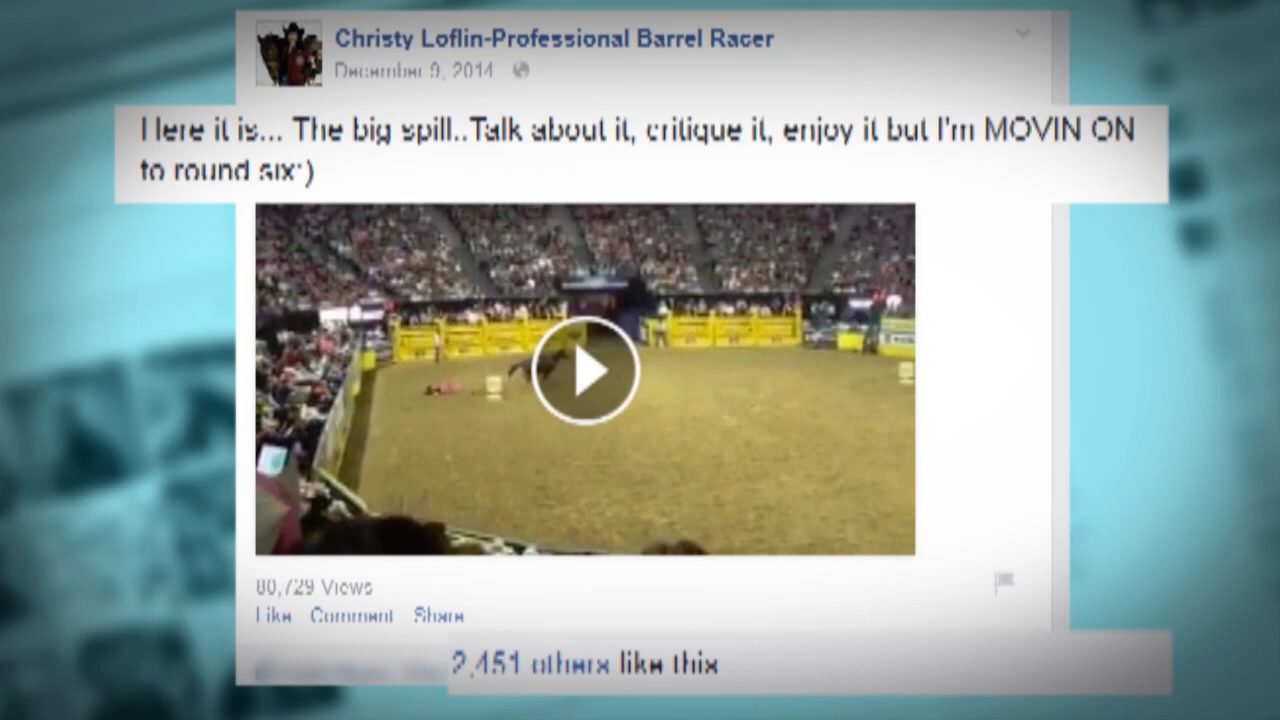 Christy Loflin-Professional Barrel Racer
December 9, 2014
Here it is... The big spill..Talk about it, critique it, enjoy it but I'm MOVIN ON
to round six:)
80,729 Views
Like Comment Share
2,451 others like this